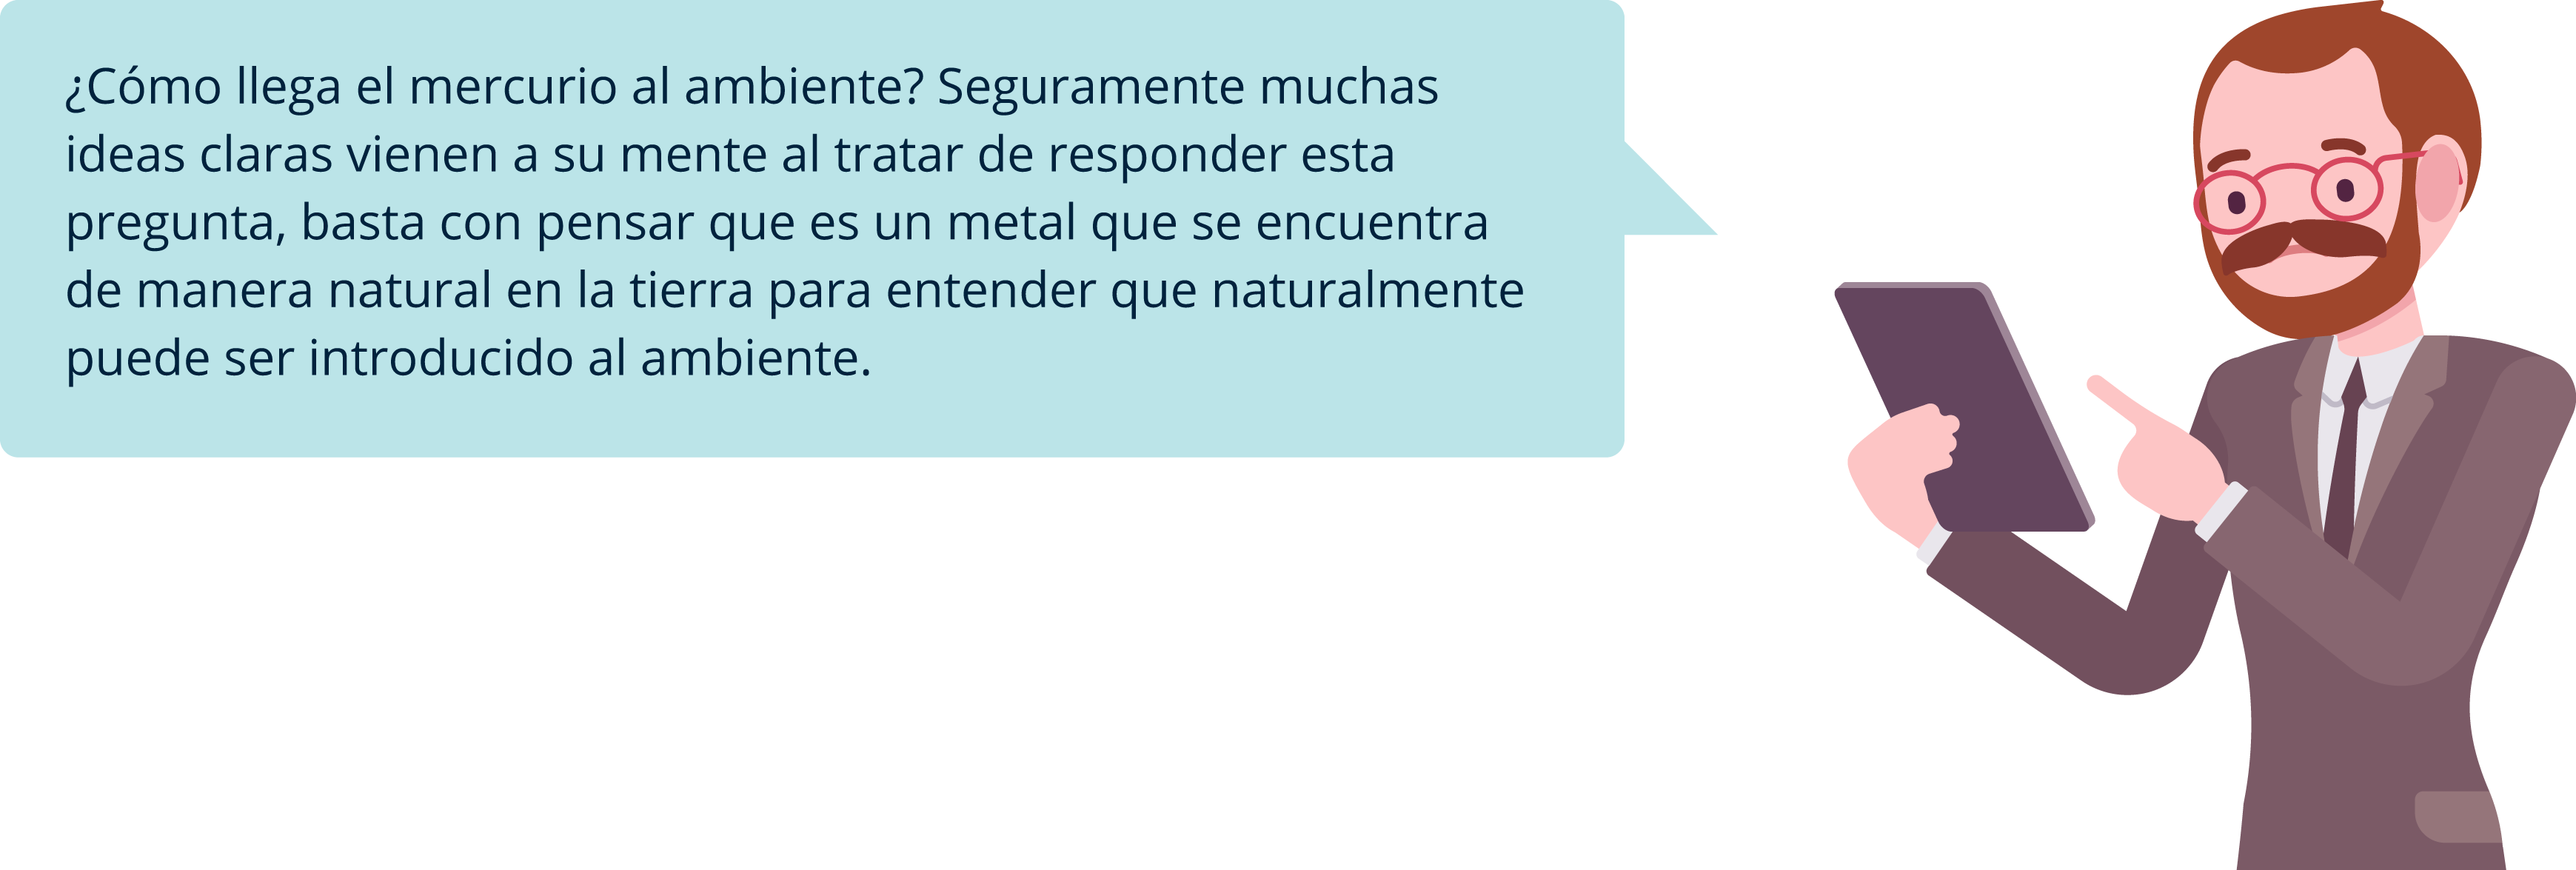 ¿Cómo llega el mercurio al ambiente? Seguramente muchas
ideas claras vienen a su mente al tratar de responder esta
pregunta, basta con pensar que es un metal que se encuentra
de manera natural en la tierra para entender que naturalmente
puede ser introducido al ambiente.